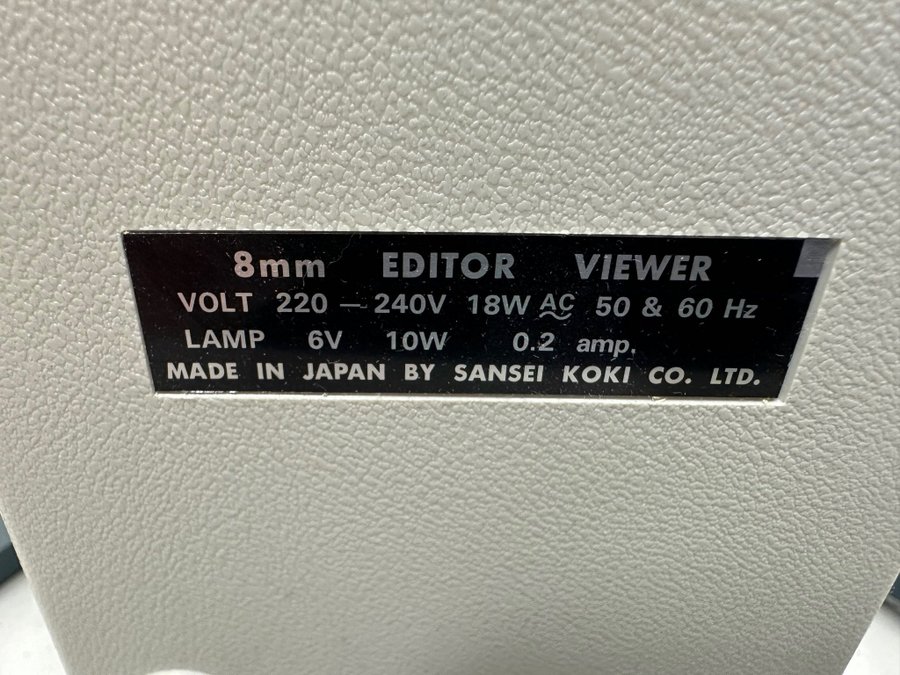 8mm EDITOR VIEWER
VOLT 220 — 240V 18W AC 50 & 60 Hz
LAMP 6V 10W 0.2 amp.
MADE IN JAPAN BY SANSEI KOKI CO. LTD.